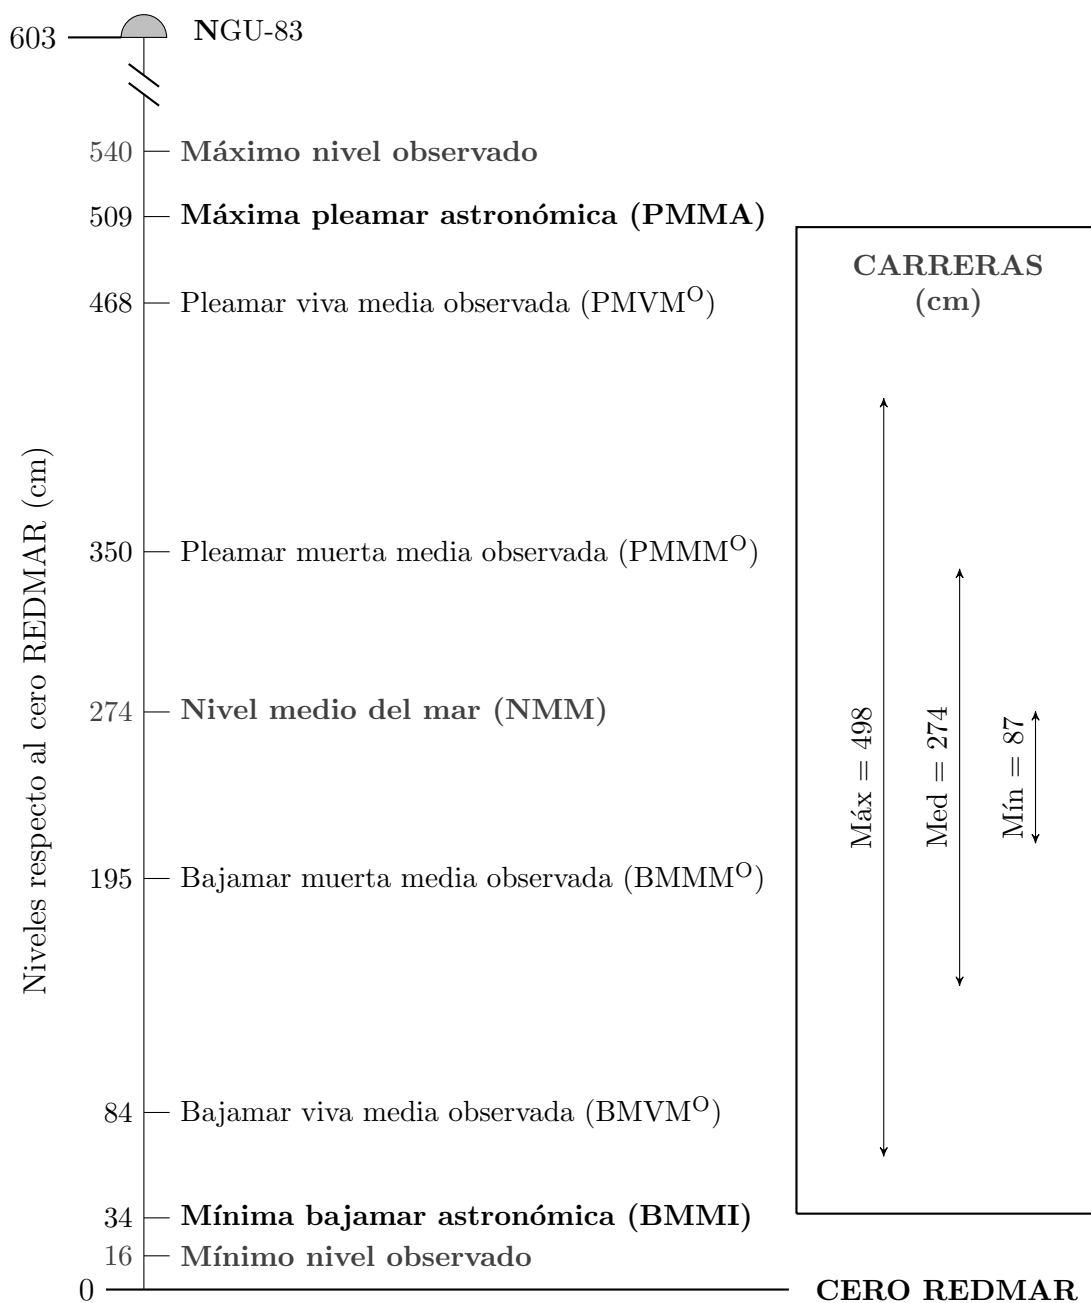 603 NGU-83
540 Máximo nivel observado
509 Máxima pleamar astronómica (PMMA)
468 Pleamar viva media observada (PMVM^O)
350 Pleamar muerta media observada (PMMM^O)
274 Nivel medio del mar (NMM)
195 Bajamar muerta media observada (BMMM^O)
84 Bajamar viva media observada (BMVM^O)
34 Mínima bajamar astronómica (BMMI)
16 Mínimo nivel observado
0 CERO REDMAR
Niveles respecto al cero REDMAR (cm)
CARRERAS
(cm)
Máx = 498
Med = 274
Mín = 87